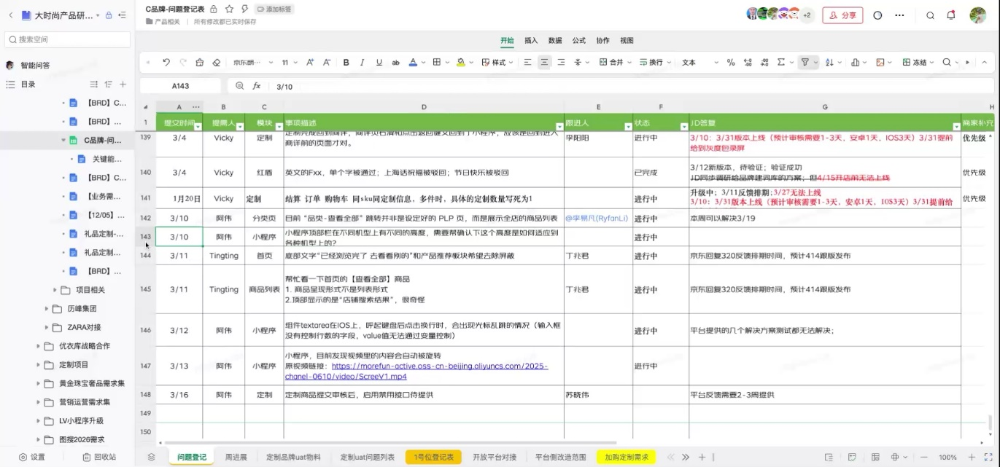 大时尚产品研...
C品牌-问题登记表
添加标签
产品相关
所有修改都已实时保存
+2
分享
搜索空间
开始 插入 数据 公式 协作 视图
智能问答
目录
京东朗...
11
B I U ab A
样式
合并
换行
文本
%
冻结
A143
fx
3/10
【BRD】C...
【BRD】...
C品牌-问...
关键能...
【BRD】C...
【业务需...
【12/05】...
礼品定制-...
礼品定制...
【BRD】...
项目相关
历峰集团
ZARA对接
优衣库战略合作
定制项目
黄金珠宝奢品需求集
营销运营需求集
LV小程序升级
图搜2026需求
设置
回收站
A B C D E F G H
1 提交时间 提需人 模块 事项描述 跟进人 状态 JD答复 商家补充
139 3/4 Vicky 定制 定制完成回到商详，商详页右滑和点击返回键又回到了小程序，应该是回到进入
商详前的页面才对。
李阳阳 进行中
3/10：3/31版本上线（预计审核需要1-3天，安卓1天，IOS3天）3/31提前
给到灰度包录屏
优先级
140 3/4 Vicky 红盾 英文的Fxx，单个字被通过；上海话祝福被驳回；节日快乐被驳回 已完成
3/12新版本，待验证；验证成功
JD同步调研给品牌建词库的方案；但4/15开店前无法上线
优先级
141 1月20日 Vicky 定制 结算 订单 购物车 同sku同定制信息，多件时，具体的定制数量写死为1 进行中
升级中；3/11反馈排期；3/27无法上线
3/10：3/31版本上线（预计审核需要1-3天，安卓1天，IOS3天）3/31提前给
优先级
142 3/10 阿伟 分类页 目前 “品类-查看全部” 跳转并非是设定好的 PLP 页，而是展示全店的商品列表 @李易凡(RyfanLi) 进行中 本周可以解决3/19
143 3/10 阿伟 小程序 小程序顶部栏在不同机型上有不同的高度，需要帮确认下这个高度是如何适应到
各种机型上的?
进行中
144 3/11 Tingting 首页 底部文字“已经浏览完了 去看看别的”和产品推荐板块希望去除屏蔽 丁兆君 进行中 京东回复320反馈排期时间，预计414跟版发布
145 3/11 Tingting 商品列表 帮忙看一下首页的【查看全部】商品
1. 商品呈现形式不是列表形式
2.顶部显示的是“店铺搜索结果”，很奇怪
丁兆君 进行中 京东回复320反馈排期时间，预计414跟版发布
146 3/12 阿伟 小程序 组件textarea在IOS上，呼起键盘后点击换行时，会出现光标乱跳的情况（输入框
没有控制行数的字段，value值无法通过变量控制）
进行中 平台提供的几个解决方案测试都无法解决；
147 3/13 阿伟 小程序 小程序，目前发现视频里的内容会自动被旋转
原视频链接：https://morefun-active.oss-cn-beijing.aliyuncs.com/2025-
chanel-0610/video/ScreeV1.mp4
进行中
148 3/16 阿伟 定制 定制商品提交审核后，启用禁用接口待提供 苏晓伟 平台反馈需要2-3周提供
149
150
问题登记 周进展 定制品牌uat物料 定制uat问题列表 1号位登记表 开放平台对接 平台侧改造范围 加购定制需求
100%